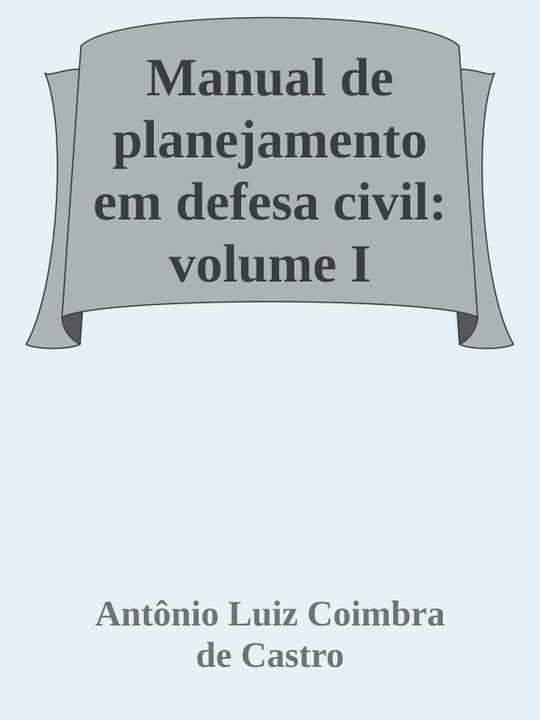 Manual de
planejamento
em defesa civil:
volume I
Antônio Luiz Coimbra
de Castro